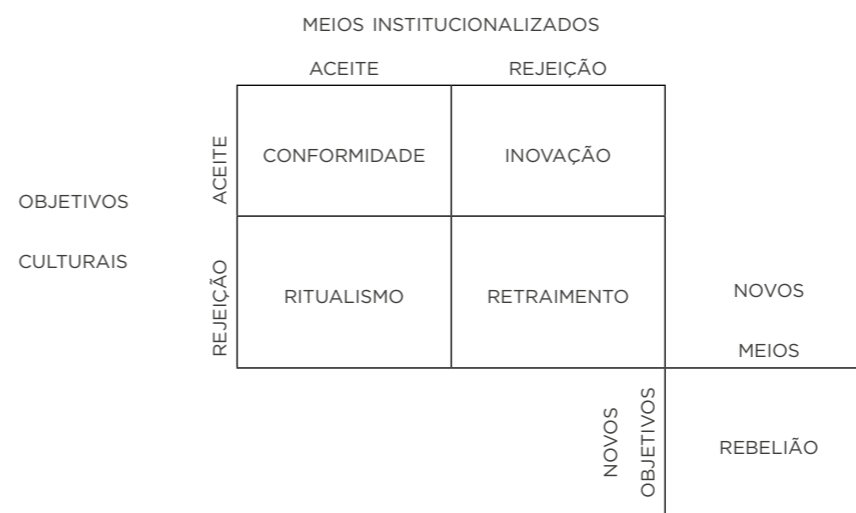 MEIOS INSTITUCIONALIZADOS
ACEITE
REJEIÇÃO
OBJETIVOS
CULTURAIS
ACEITE
CONFORMIDADE
INOVAÇÃO
REJEIÇÃO
RITUALISMO
RETRAIMENTO
NOVOS
MEIOS
NOVOS
OBJETIVOS
REBELIÃO